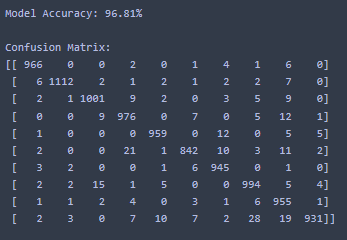 Model Accuracy: 96.81%
Confusion Matrix:
[[ 966 0 0 2 0 1 4 1 6 0]
[ 6 1112 2 1 2 1 2 2 7 0]
[ 2 1 1001 9 2 0 3 5 9 0]
[ 0 0 9 976 0 7 0 5 12 1]
[ 1 0 0 0 959 0 12 0 5 5]
[ 2 0 0 21 1 842 10 3 11 2]
[ 3 2 0 0 1 6 945 0 1 0]
[ 2 2 15 1 5 0 0 994 5 4]
[ 1 1 2 4 0 3 1 6 955 1]
[ 2 3 0 7 10 7 2 28 19 931]]